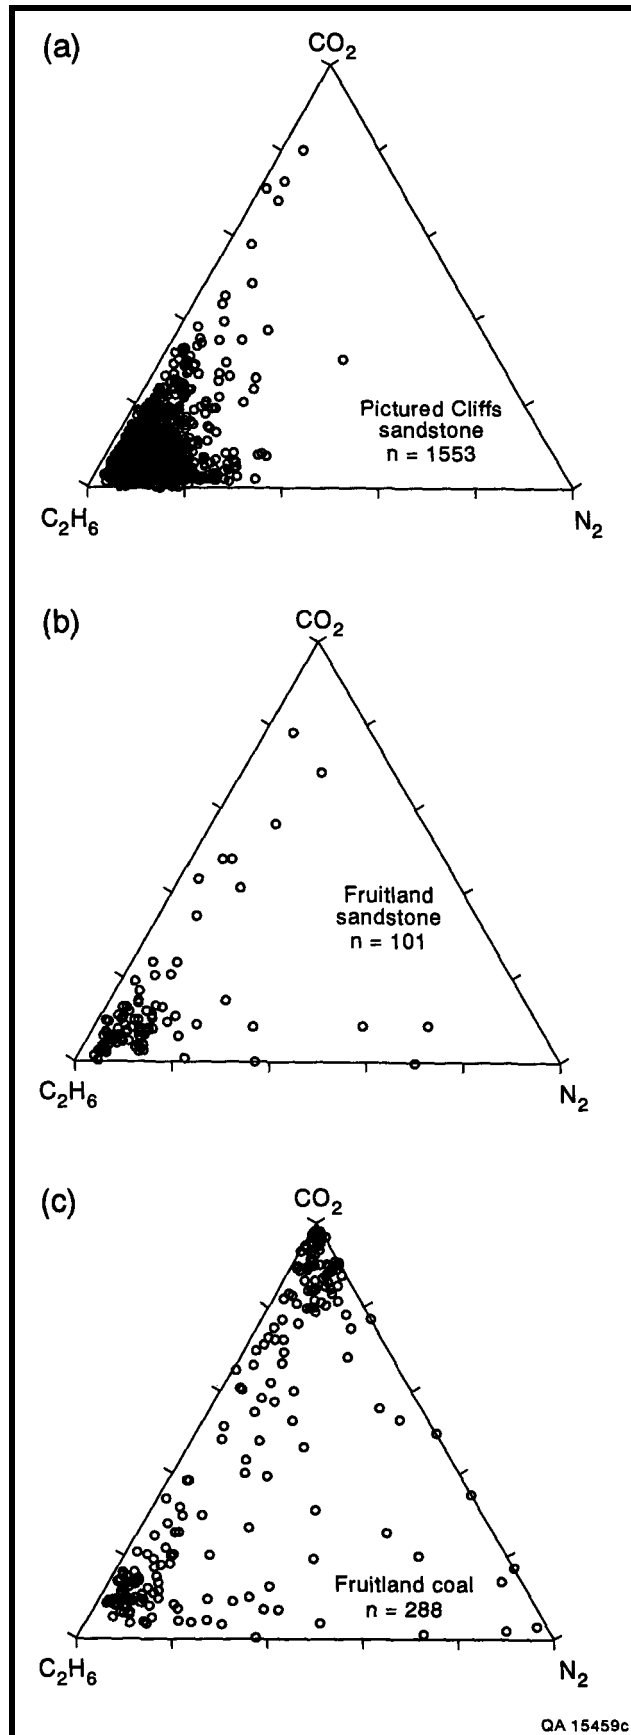 (a)
CO₂
Pictured Cliffs
sandstone
n = 1553
C₂H₆
N₂
(b)
CO₂
Fruitland
sandstone
n = 101
C₂H₆
N₂
(c)
CO₂
Fruitland coal
n = 288
C₂H₆
N₂
QA 15459c